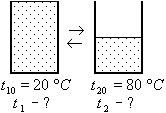 t₁₀ = 20 °C t₂₀ = 80 °C
t₁ – ? t₂ – ?